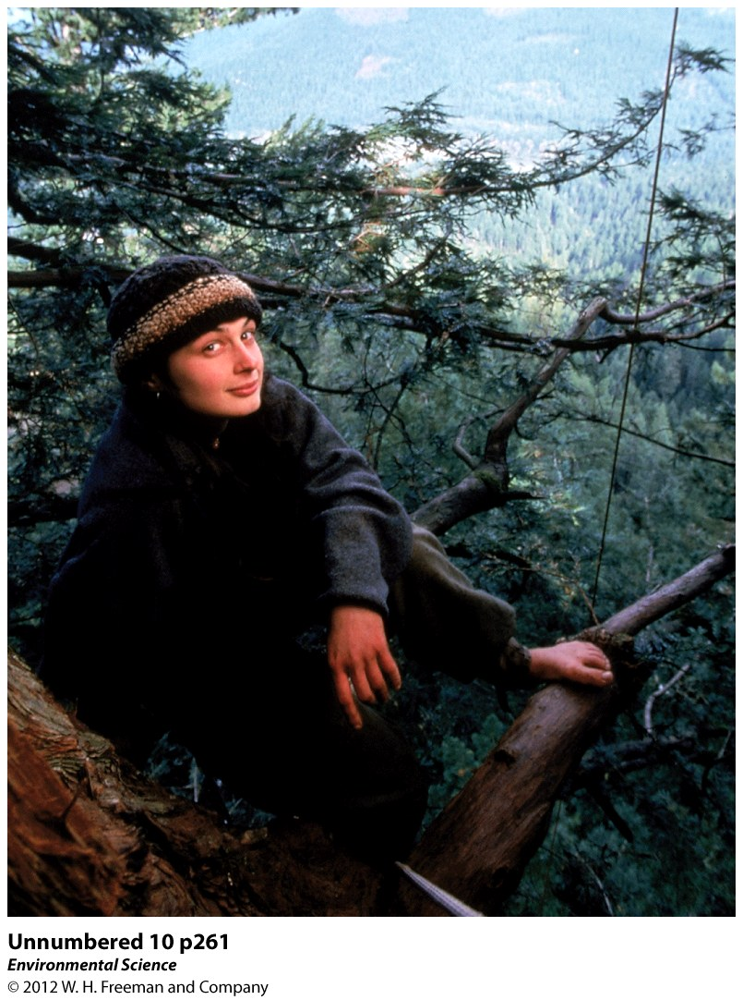 Unnumbered 10 p261
Environmental Science
© 2012 W. H. Freeman and Company